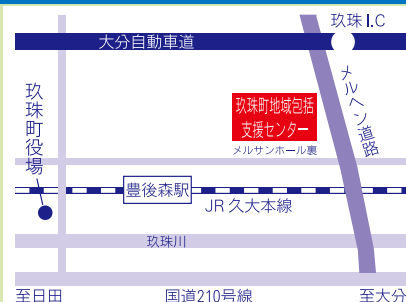 玖珠 I.C
大分自動車道
玖珠町地域包括
支援センター
メルサンホール裏
メルヘン道路
玖珠町役場
豊後森駅
JR 久大本線
玖珠川
至日田
国道210号線
至大分